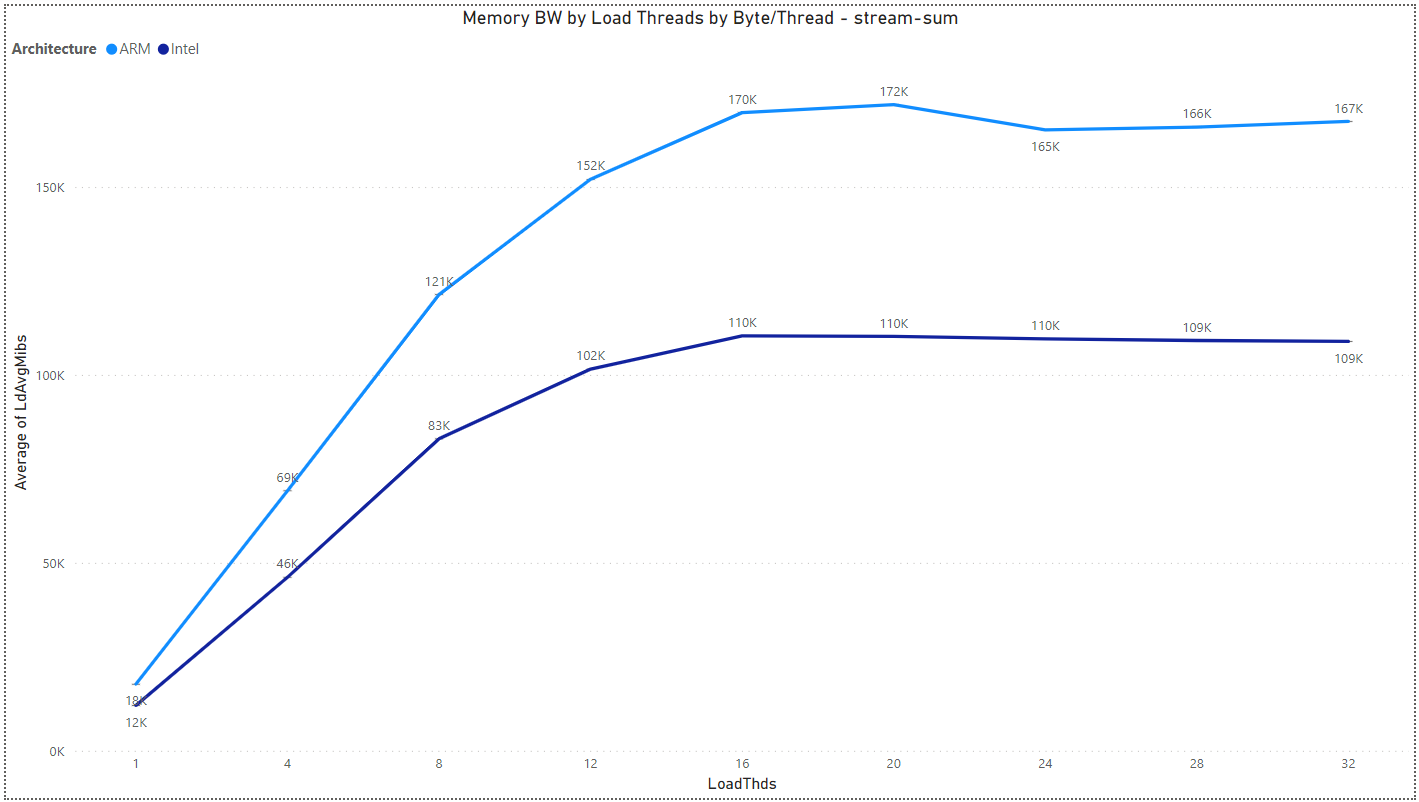 Memory BW by Load Threads by Byte/Thread - stream-sum
Architecture ARM Intel
172K
170K
167K
166K
165K
152K
150K
121K
110K
110K
110K
109K
109K
102K
100K
83K
69K
50K
46K
18K
12K
0K
1 4 8 12 16 20 24 28 32
LoadThds
Average of LdAvgMibs